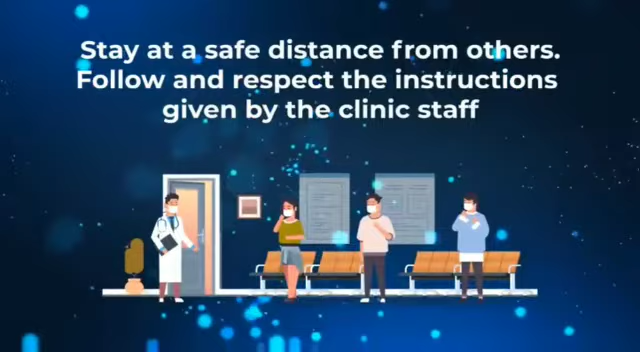 Stay at a safe distance from others.
Follow and respect the instructions
given by the clinic staff